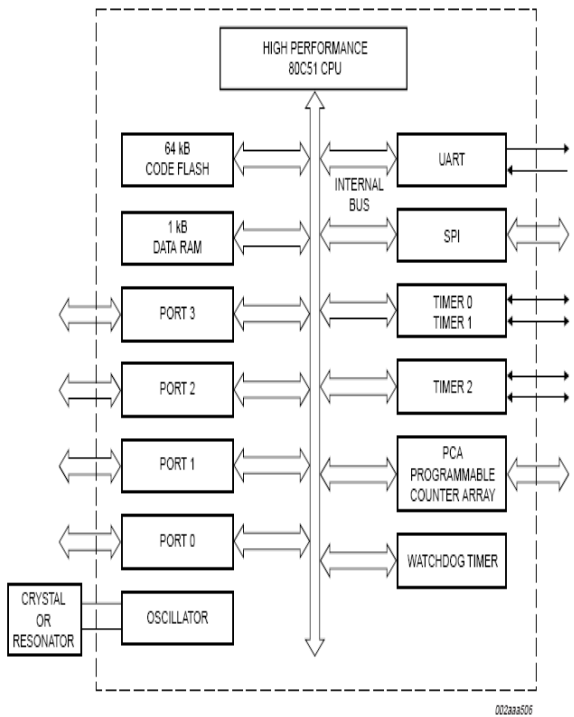 HIGH PERFORMANCE
80C51 CPU
64 kB
CODE FLASH
UART
INTERNAL
BUS
1 kB
DATA RAM
SPI
PORT 3
TIMER 0
TIMER 1
PORT 2
TIMER 2
PORT 1
PCA
PROGRAMMABLE
COUNTER ARRAY
PORT 0
WATCHDOG TIMER
CRYSTAL
OR
RESONATOR
OSCILLATOR
002aaa506